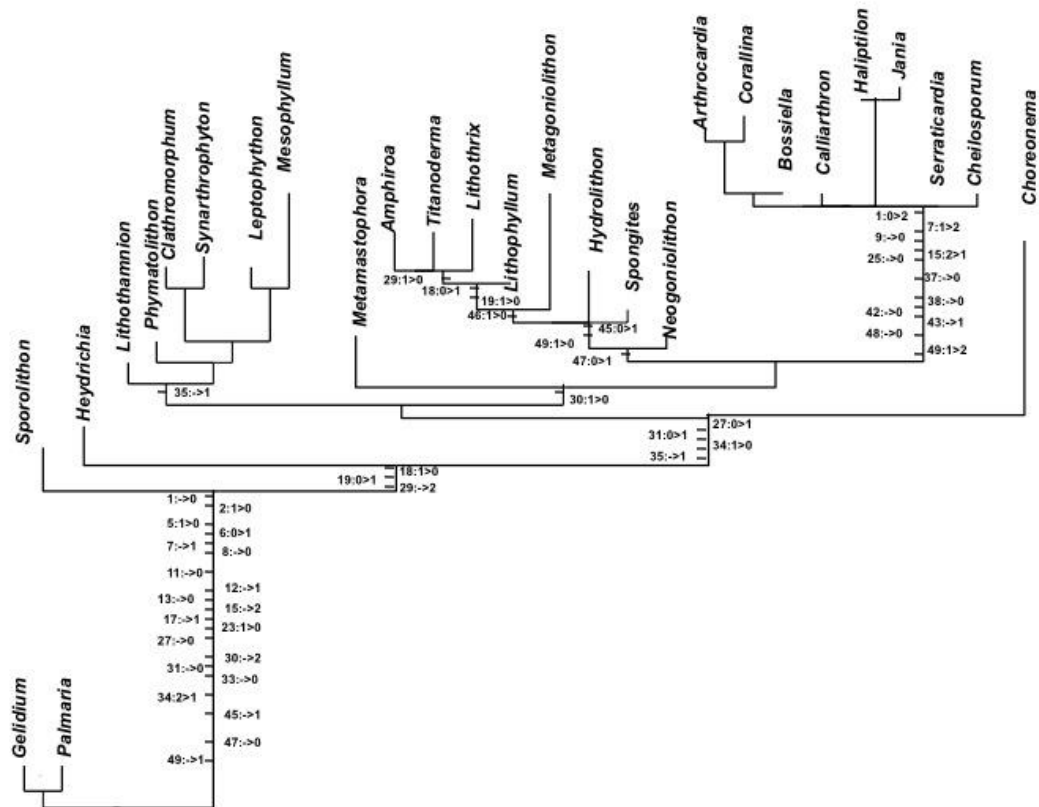 Sporolithon
Heydrichia
Lithothamnion
Phymatolithon
Clathromorphum
Synarthrophyton
Leptophython
Mesophyllum
Metamastophora
Amphiroa
Titanoderma
Lithothrix
Lithophyllum
Metagoniolithon
Hydrolithon
Spongites
Neogoniolithon
Arthrocardia
Corallina
Bossiella
Calliarthron
Haliptilon
Jania
Serraticardia
Cheilosporum
Choreonema
1:0>2
7:1>2
9:->0
15:2>1
25:->0
37:->0
38:->0
42:->0
43:->1
48:->0
49:1>2
29:1>0
18:0>1
19:1>0
46:1>0
45:0>1
49:1>0
47:0>1
35:->1
30:1>0
27:0>1
31:0>1
34:1>0
35:->1
18:1>0
19:0>1
29:->2
1:->0
2:1>0
5:1>0
6:0>1
7:->1
8:->0
11:->0
12:->1
13:->0
15:->2
17:->1
23:1>0
27:->0
30:->2
31:->0
33:->0
34:2>1
45:->1
47:->0
49:->1
Gelidium
Palmaria